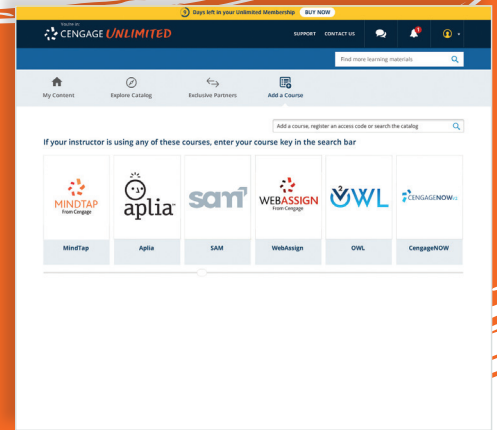 Days left in your Unlimited Membership BUY NOW
You're in:
CENGAGE UNLIMITED
SUPPORT CONTACT US
Find more learning materials
My Content Explore Catalog Exclusive Partners Add a Course
Add a course, register an access code or search the catalog
If your instructor is using any of these courses, enter your course key in the search bar
MINDTAP
From Cengage
aplia
sam
WEBASSIGN
From Cengage
OWL
CENGAGENOWv2
MindTap Aplia SAM WebAssign OWL CengageNOW